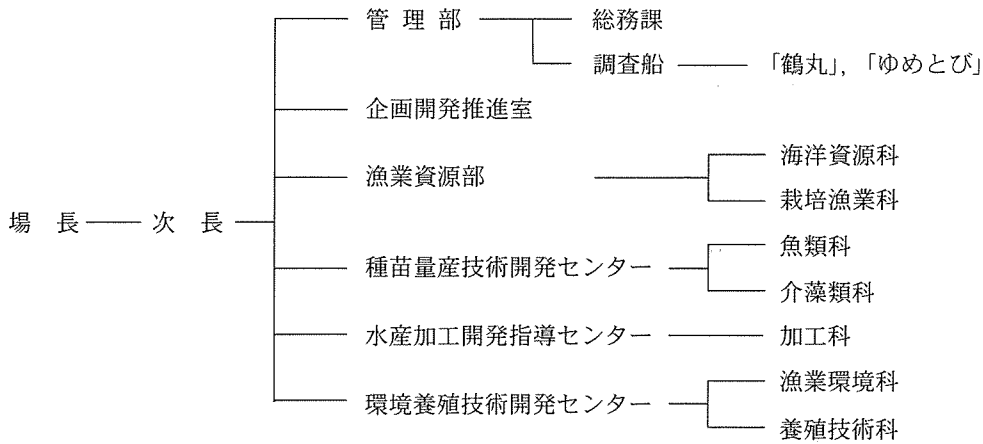 管理部
総務課
調査船
「鶴丸」，「ゆめとび」
企画開発推進室
漁業資源部
海洋資源科
栽培漁業科
場長
次長
種苗量産技術開発センター
魚類科
介藻類科
水産加工開発指導センター
加工科
環境養殖技術開発センター
漁業環境科
養殖技術科